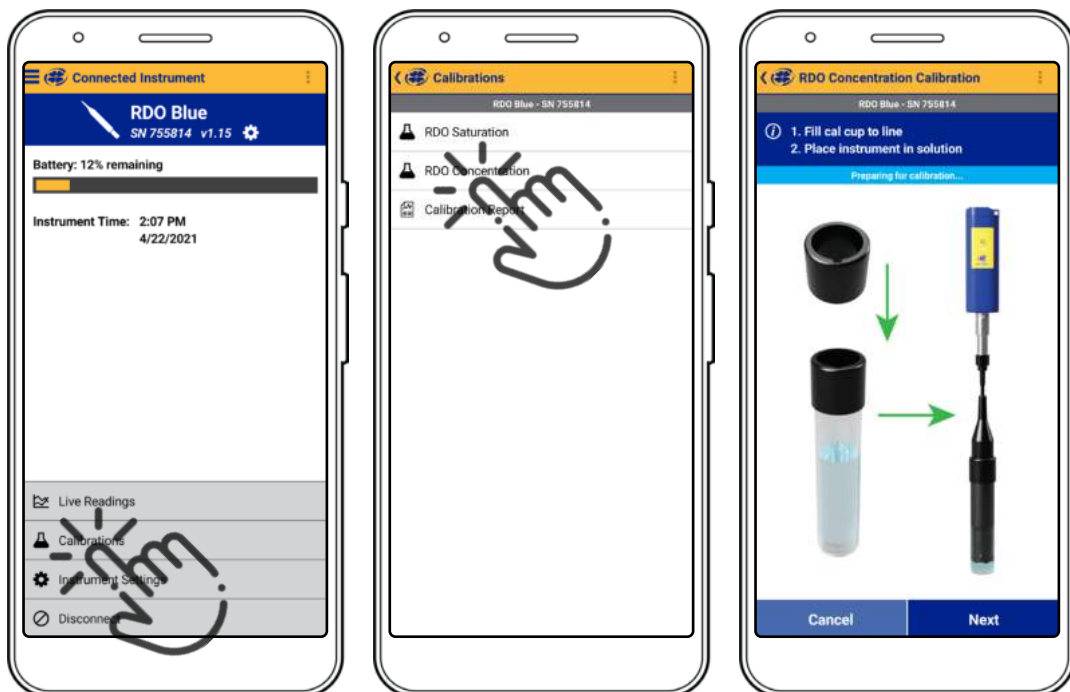 Connected Instrument
RDO Blue
SN 755814 v1.15
Battery: 12% remaining
Instrument Time: 2:07 PM
4/22/2021
Live Readings
Calibrations
Instrument Settings
Disconnect
Calibrations
RDO Blue - SN 755814
RDO Saturation
RDO Concentration
Calibration Report
RDO Concentration Calibration
RDO Blue - SN 755814
1. Fill cal cup to line
2. Place instrument in solution
Preparing for calibration...
Cancel
Next